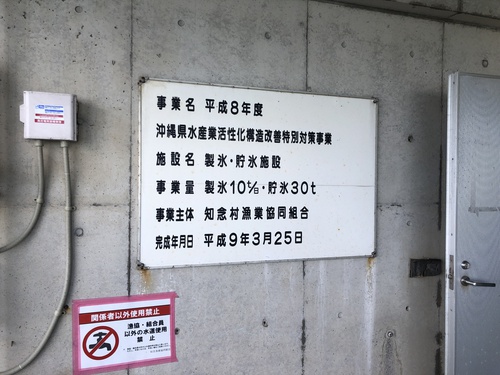 事業名 平成8年度
沖縄県水産業活性化構造改善特別対策事業
施設名 製氷・貯氷施設
事業量 製氷10t/日・貯氷30t
事業主体 知念村漁業協同組合
完成年月日 平成9年3月25日
関係者以外使用禁止
漁協・組合員
以外の水道使用
禁止